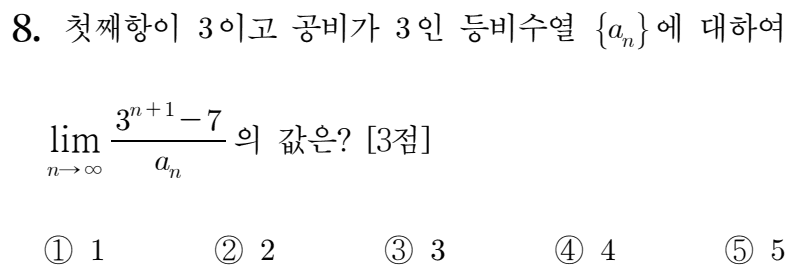 8. 첫째항이 3이고 공비가 3인 등비수열 {aₙ}에 대하여
lim_{n→∞} (3^{n+1}−7)/aₙ 의 값은? [3점]
① 1 ② 2 ③ 3 ④ 4 ⑤ 5